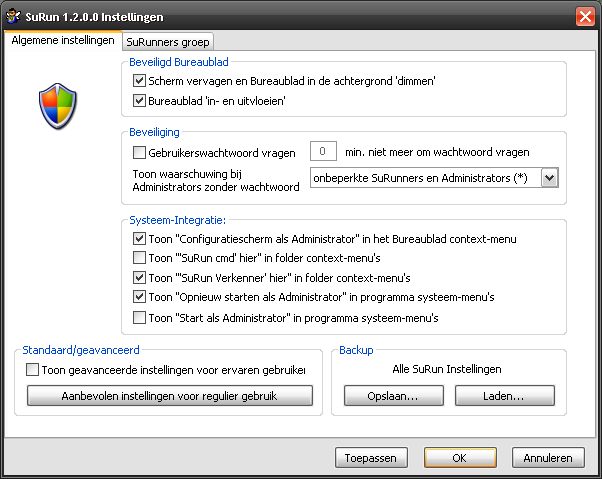 SuRun 1.2.0.0 Instellingen
Algemene instellingen
SuRunners groep
Beveiligd Bureaublad
Scherm vervagen en Bureaublad in de achtergrond 'dimmen'
Bureaublad 'in- en uitvloeien'
Beveiliging
Gebruikerswachtwoord vragen 0 min. niet meer om wachtwoord vragen
Toon waarschuwing bij
Administrators zonder wachtwoord
onbeperkte SuRunners en Administrators (*)
Systeem-Integratie:
Toon "Configuratiescherm als Administrator" in het Bureaublad context-menu
Toon "'SuRun cmd' hier" in folder context-menu's
Toon "'SuRun Verkenner' hier" in folder context-menu's
Toon "Opnieuw starten als Administrator" in programma systeem-menu's
Toon "Start als Administrator" in programma systeem-menu's
Standaard/geavanceerd
Toon geavanceerde instellingen voor ervaren gebruiker
Aanbevolen instellingen voor regulier gebruik
Backup
Alle SuRun Instellingen
Opslaan... Laden...
Toepassen OK Annuleren